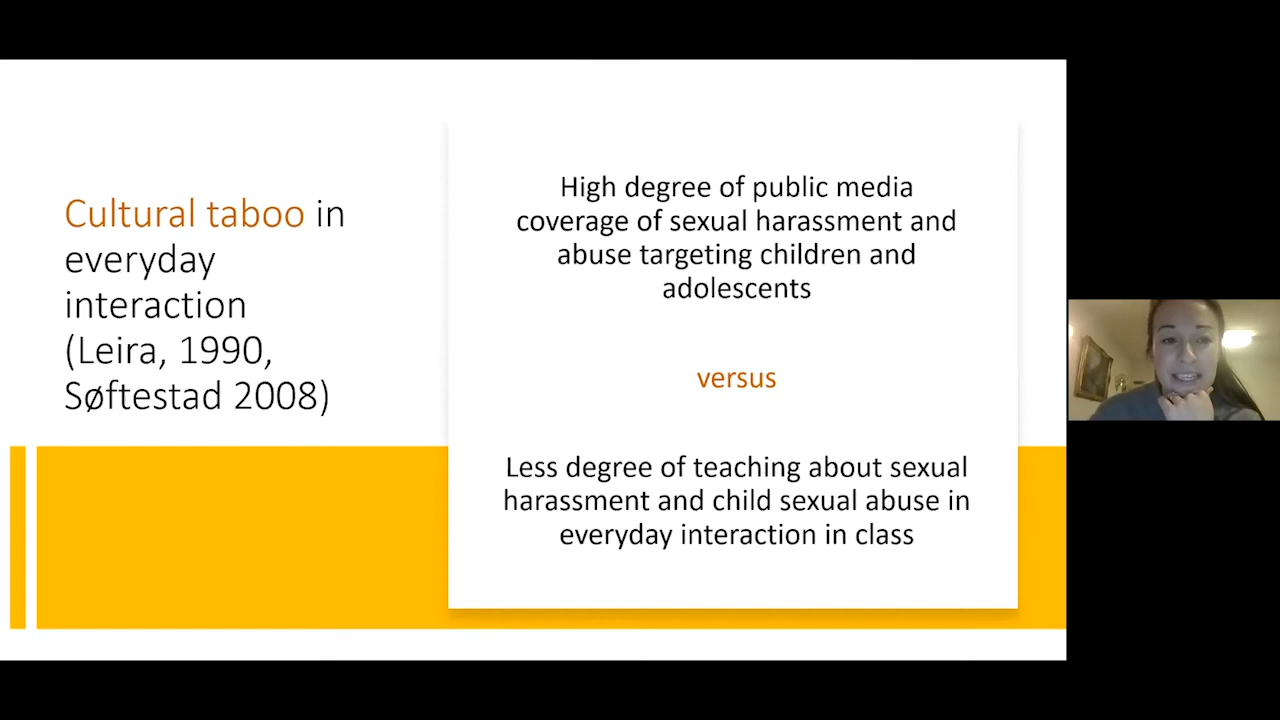 Cultural taboo in
everyday
interaction
(Leira, 1990,
Søftestad 2008)
High degree of public media
coverage of sexual harassment and
abuse targeting children and
adolescents
versus
Less degree of teaching about sexual
harassment and child sexual abuse in
everyday interaction in class